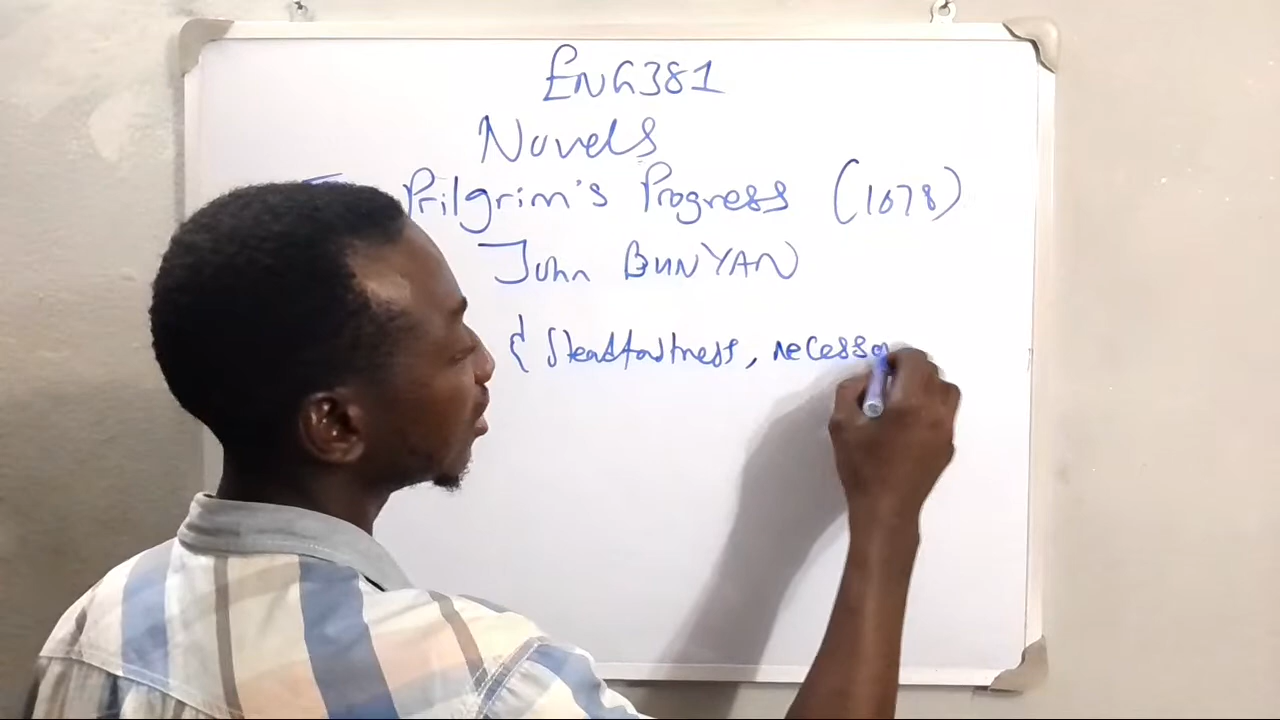 ENG381
Novels
Prilgrim's Progress (1678)
John BUNYAN
{ Steadfastness, necessa